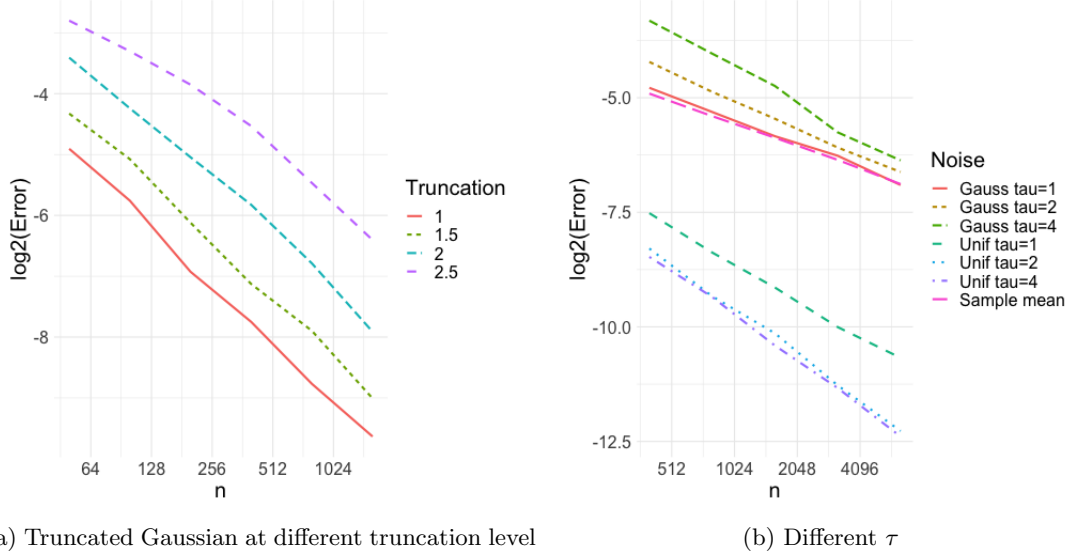 -4
-6
-8
log2(Error)
64 128 256 512 1024
n
Truncation
1
1.5
2
2.5
a) Truncated Gaussian at different truncation level
-5.0
-7.5
-10.0
-12.5
log2(Error)
512 1024 2048 4096
n
Noise
Gauss tau=1
Gauss tau=2
Gauss tau=4
Unif tau=1
Unif tau=2
Unif tau=4
Sample mean
(b) Different τ